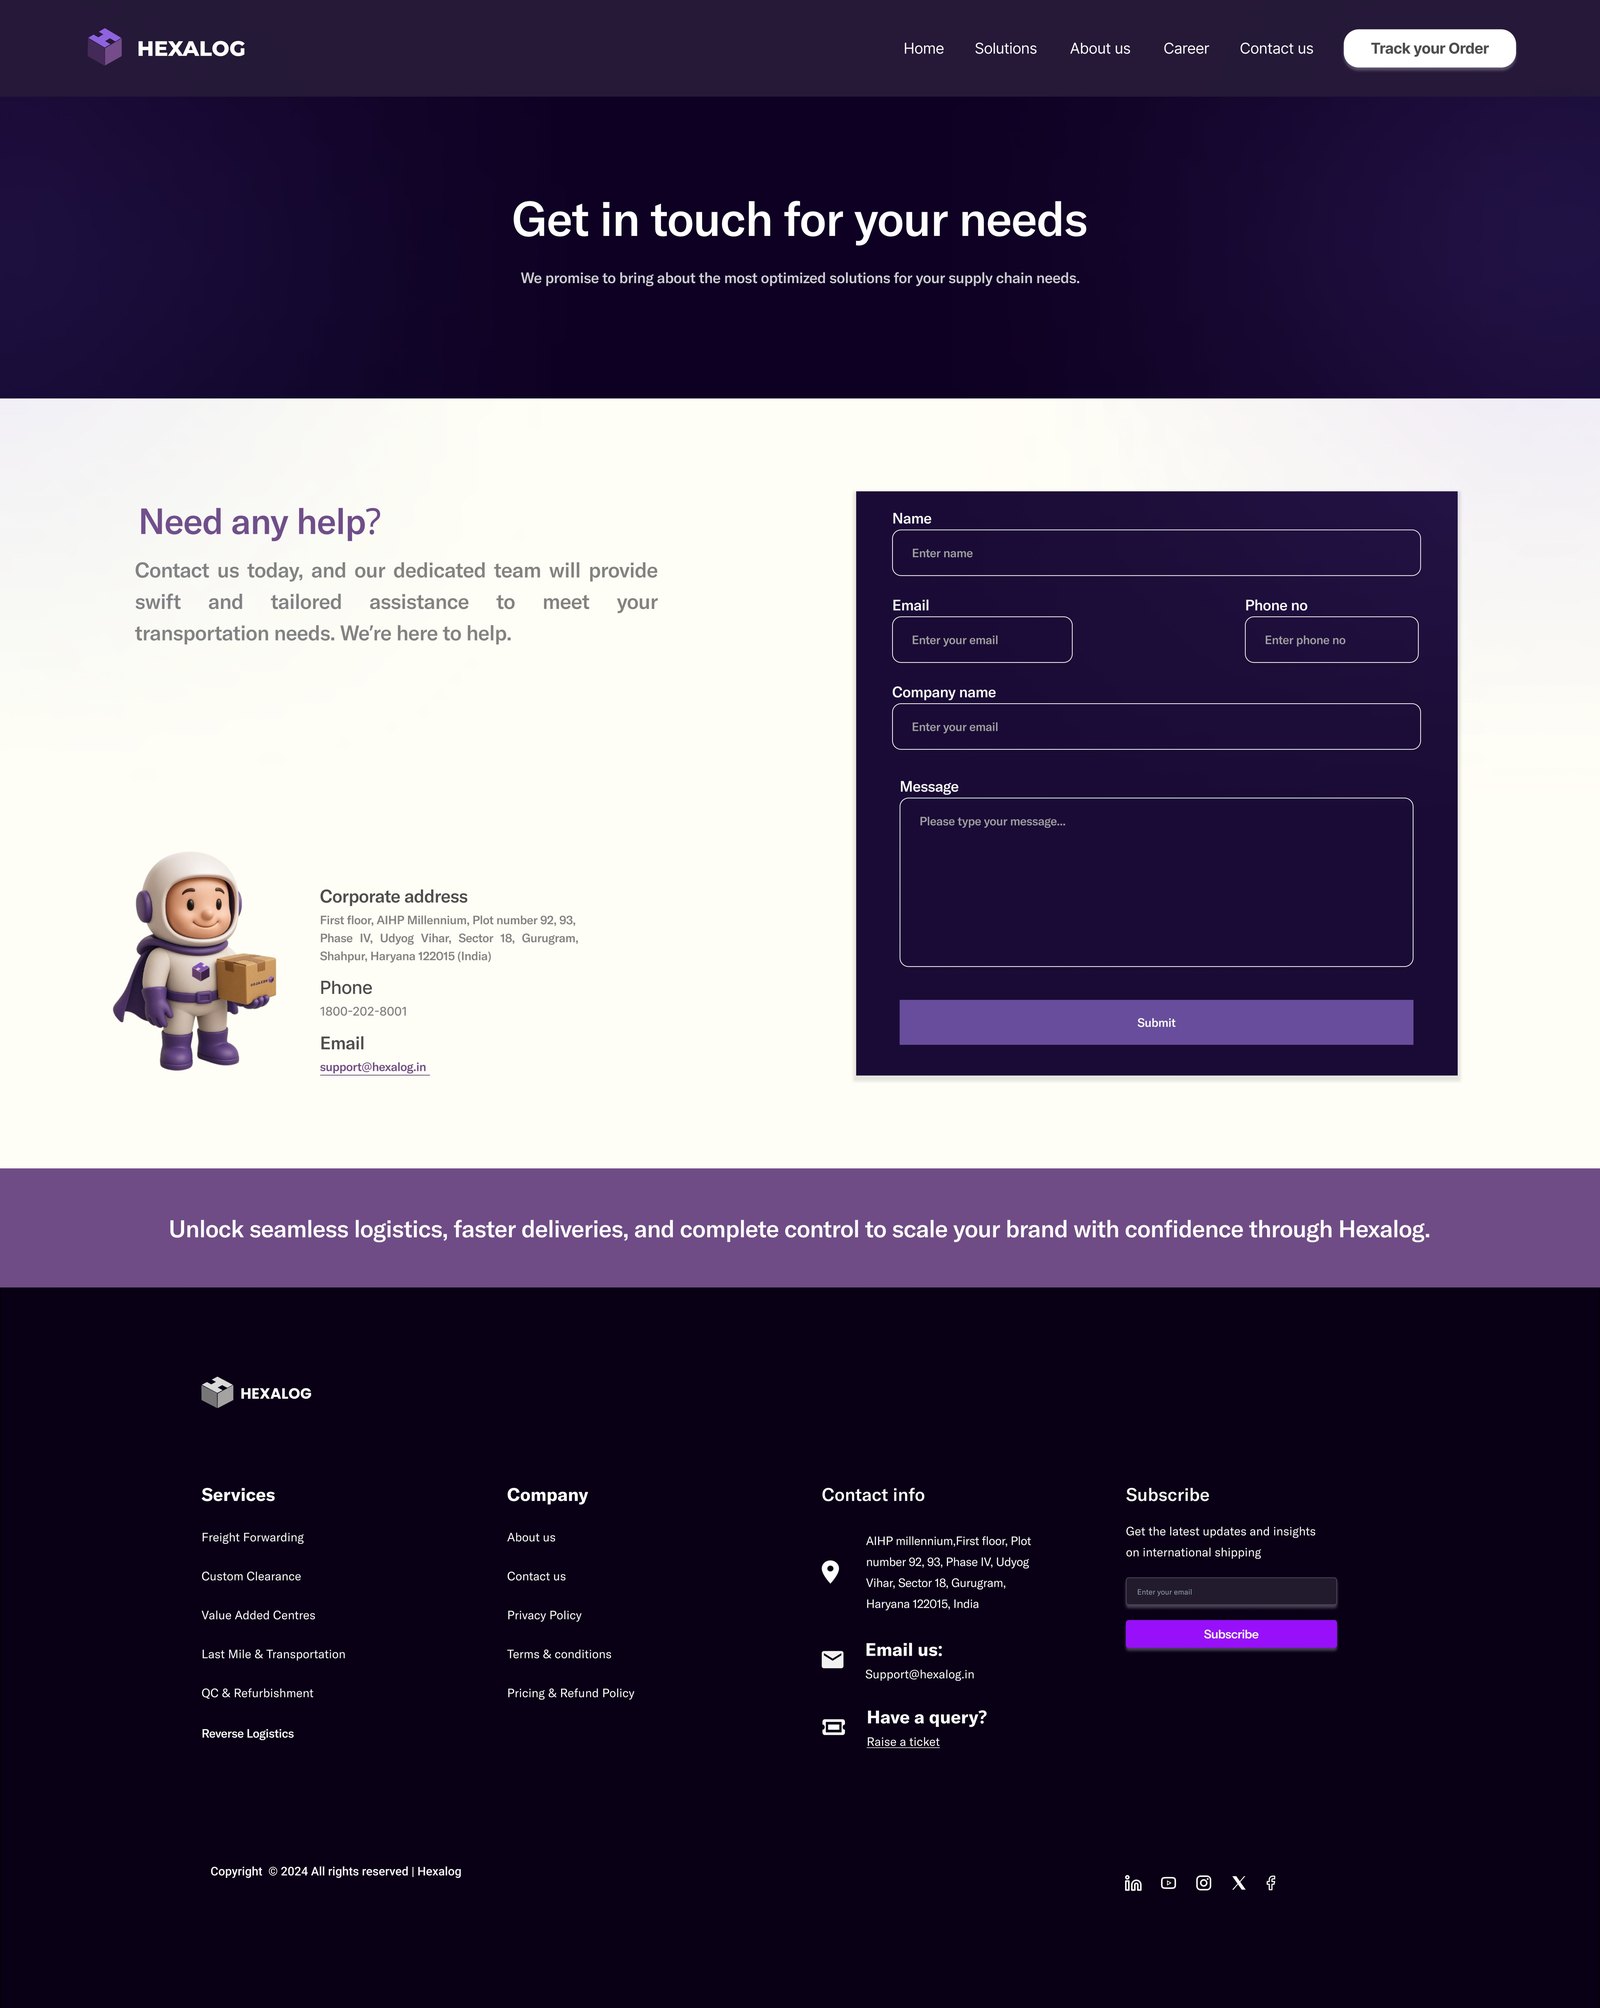 HEXALOG
Home Solutions About us Career Contact us Track your Order
Get in touch for your needs
We promise to bring about the most optimized solutions for your supply chain needs.
Need any help?
Contact us today, and our dedicated team will provide
swift and tailored assistance to meet your
transportation needs. We're here to help.
Corporate address
First floor, AIHP Millennium, Plot number 92, 93,
Phase IV, Udyog Vihar, Sector 18, Gurugram,
Shahpur, Haryana 122015 (India)
Phone
1800-202-8001
Email
support@hexalog.in
Name
Enter name
Email Phone no
Enter your email Enter phone no
Company name
Enter your email
Message
Please type your message...
Submit
Unlock seamless logistics, faster deliveries, and complete control to scale your brand with confidence through Hexalog.
HEXALOG
Services
Freight Forwarding
Custom Clearance
Value Added Centres
Last Mile & Transportation
QC & Refurbishment
Reverse Logistics
Company
About us
Contact us
Privacy Policy
Terms & conditions
Pricing & Refund Policy
Contact info
AIHP millennium,First floor, Plot
number 92, 93, Phase IV, Udyog
Vihar, Sector 18, Gurugram,
Haryana 122015, India
Email us:
Support@hexalog.in
Have a query?
Raise a ticket
Subscribe
Get the latest updates and insights
on international shipping
Enter your email
Subscribe
Copyright © 2024 All rights reserved | Hexalog